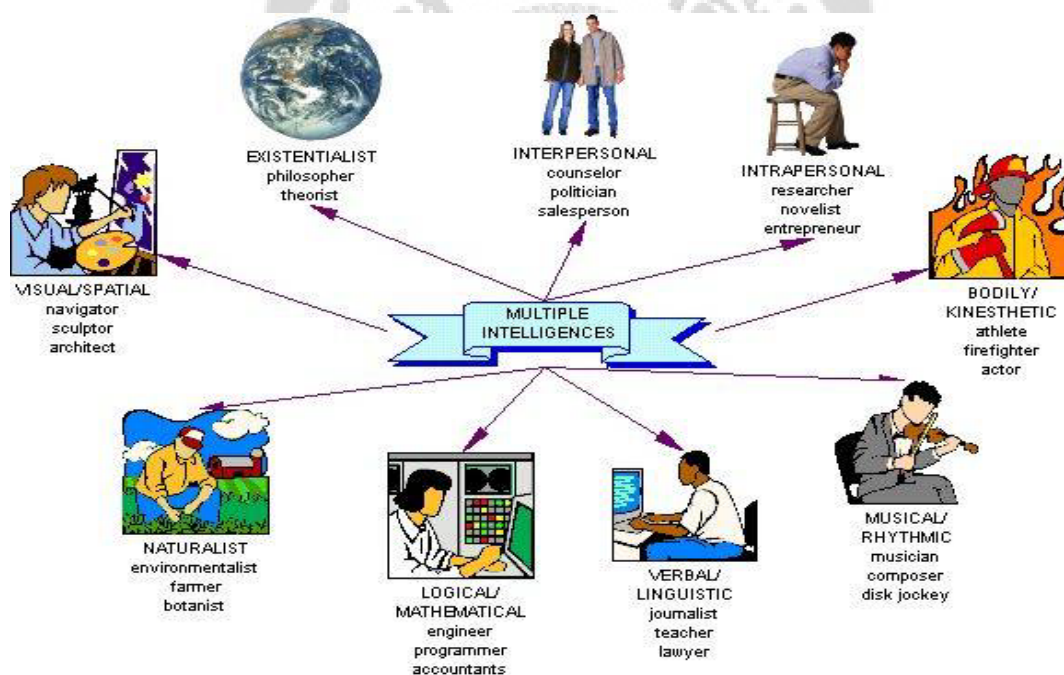 EXISTENTIALIST
philosopher
theorist
INTERPERSONAL
counselor
politician
salesperson
INTRAPERSONAL
researcher
novelist
entrepreneur
VISUAL/SPATIAL
navigator
sculptor
architect
MULTIPLE
INTELLIGENCES
BODILY/
KINESTHETIC
athlete
firefighter
actor
NATURALIST
environmentalist
farmer
botanist
LOGICAL/
MATHEMATICAL
engineer
programmer
accountants
VERBAL/
LINGUISTIC
journalist
teacher
lawyer
MUSICAL/
RHYTHMIC
musician
composer
disk jockey